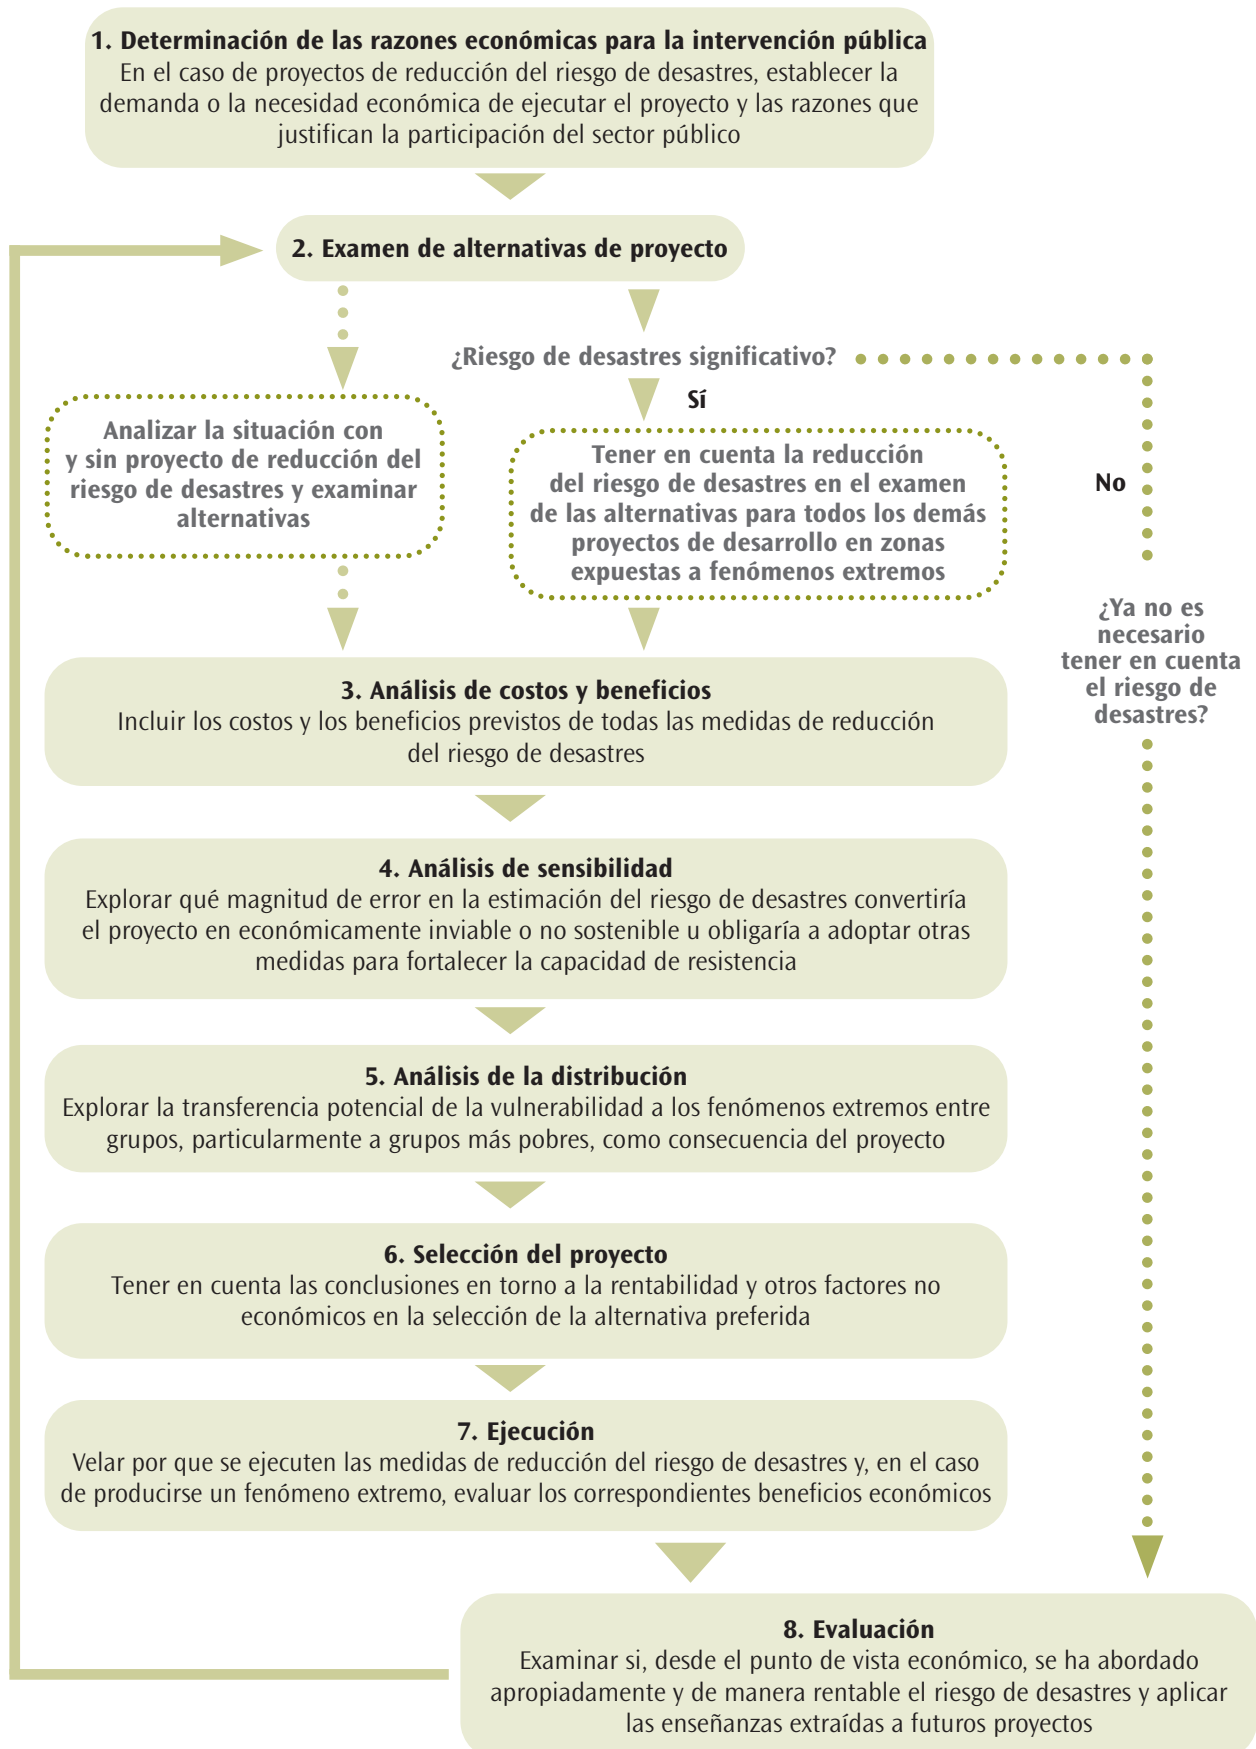 1. Determinación de las razones económicas para la intervención pública
En el caso de proyectos de reducción del riesgo de desastres, establecer la
demanda o la necesidad económica de ejecutar el proyecto y las razones que
justifican la participación del sector público
2. Examen de alternativas de proyecto
¿Riesgo de desastres significativo?
Sí
No
Analizar la situación con
y sin proyecto de reducción del
riesgo de desastres y examinar
alternativas
Tener en cuenta la reducción
del riesgo de desastres en el examen
de las alternativas para todos los demás
proyectos de desarrollo en zonas
expuestas a fenómenos extremos
¿Ya no es
necesario
tener en cuenta
el riesgo de
desastres?
3. Análisis de costos y beneficios
Incluir los costos y los beneficios previstos de todas las medidas de reducción
del riesgo de desastres
4. Análisis de sensibilidad
Explorar qué magnitud de error en la estimación del riesgo de desastres convertiría
el proyecto en económicamente inviable o no sostenible u obligaría a adoptar otras
medidas para fortalecer la capacidad de resistencia
5. Análisis de la distribución
Explorar la transferencia potencial de la vulnerabilidad a los fenómenos extremos entre
grupos, particularmente a grupos más pobres, como consecuencia del proyecto
6. Selección del proyecto
Tener en cuenta las conclusiones en torno a la rentabilidad y otros factores no
económicos en la selección de la alternativa preferida
7. Ejecución
Velar por que se ejecuten las medidas de reducción del riesgo de desastres y, en el caso
de producirse un fenómeno extremo, evaluar los correspondientes beneficios económicos
8. Evaluación
Examinar si, desde el punto de vista económico, se ha abordado
apropiadamente y de manera rentable el riesgo de desastres y aplicar
las enseñanzas extraídas a futuros proyectos